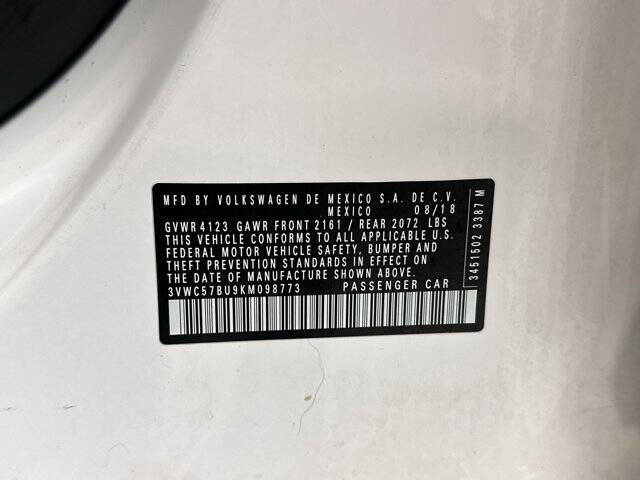 MFD BY VOLKSWAGEN DE MEXICO S.A. DE C.V.
MEXICO 08/18
GVWR 4123 GAWR FRONT 2161 / REAR 2072 LBS
THIS VEHICLE CONFORMS TO ALL APPLICABLE U.S.
FEDERAL MOTOR VEHICLE SAFETY, BUMPER AND
THEFT PREVENTION STANDARDS IN EFFECT ON
THE DATE OF MANUFACTURE SHOWN ABOVE.
3VWC57BU9KM098773 PASSENGER CAR
3451502 3387 M